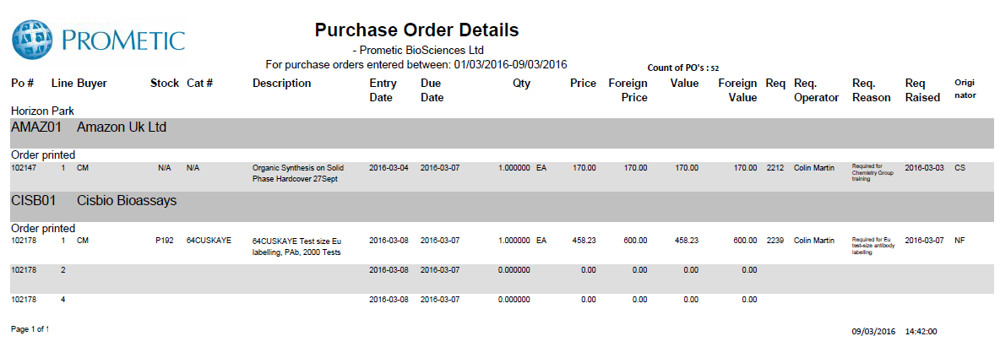 PROMETIC
Purchase Order Details
- Prometic BioSciences Ltd
For purchase orders entered between: 01/03/2016-09/03/2016
Count of PO's : 52
Po # Line Buyer Stock Cat # Description Entry Date Due Date Qty Price Foreign Price Value Foreign Value Req Req. Operator Req. Reason Req Raised Origi nator
Horizon Park
AMAZ01 Amazon Uk Ltd
Order printed
102147 1 CM N/A N/A Organic Synthesis on Solid 2016-03-04 2016-03-07 1.000000 EA 170.00 170.00 170.00 170.00 2212 Colin Martin Required for 2016-03-03 CS
Phase Hardcover 27Sept Chemistry Group
training
CISB01 Cisbio Bioassays
Order printed
102178 1 CM P192 64CUSKAYE 64CUSKAYE Test size Eu 2016-03-08 2016-03-07 1.000000 EA 458.23 600.00 458.23 600.00 2239 Colin Martin Required for Eu 2016-03-07 NF
labelling, PAb, 2000 Tests test-size antibody
labelling
102178 2 2016-03-08 2016-03-07 0.000000 0.00 0.00 0.00 0.00
102178 4 2016-03-08 2016-03-07 0.000000 0.00 0.00 0.00 0.00
Page 1 of 1
09/03/2016 14:42:00